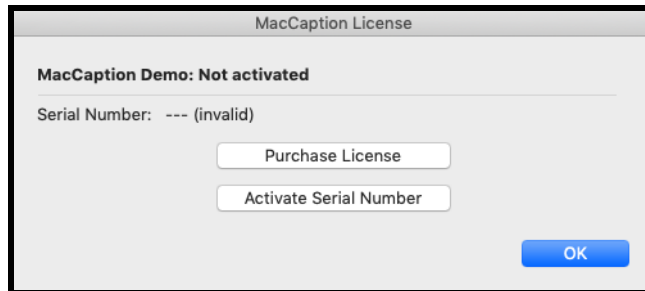 MacCaption License
MacCaption Demo: Not activated
Serial Number: --- (invalid)
Purchase License
Activate Serial Number
OK